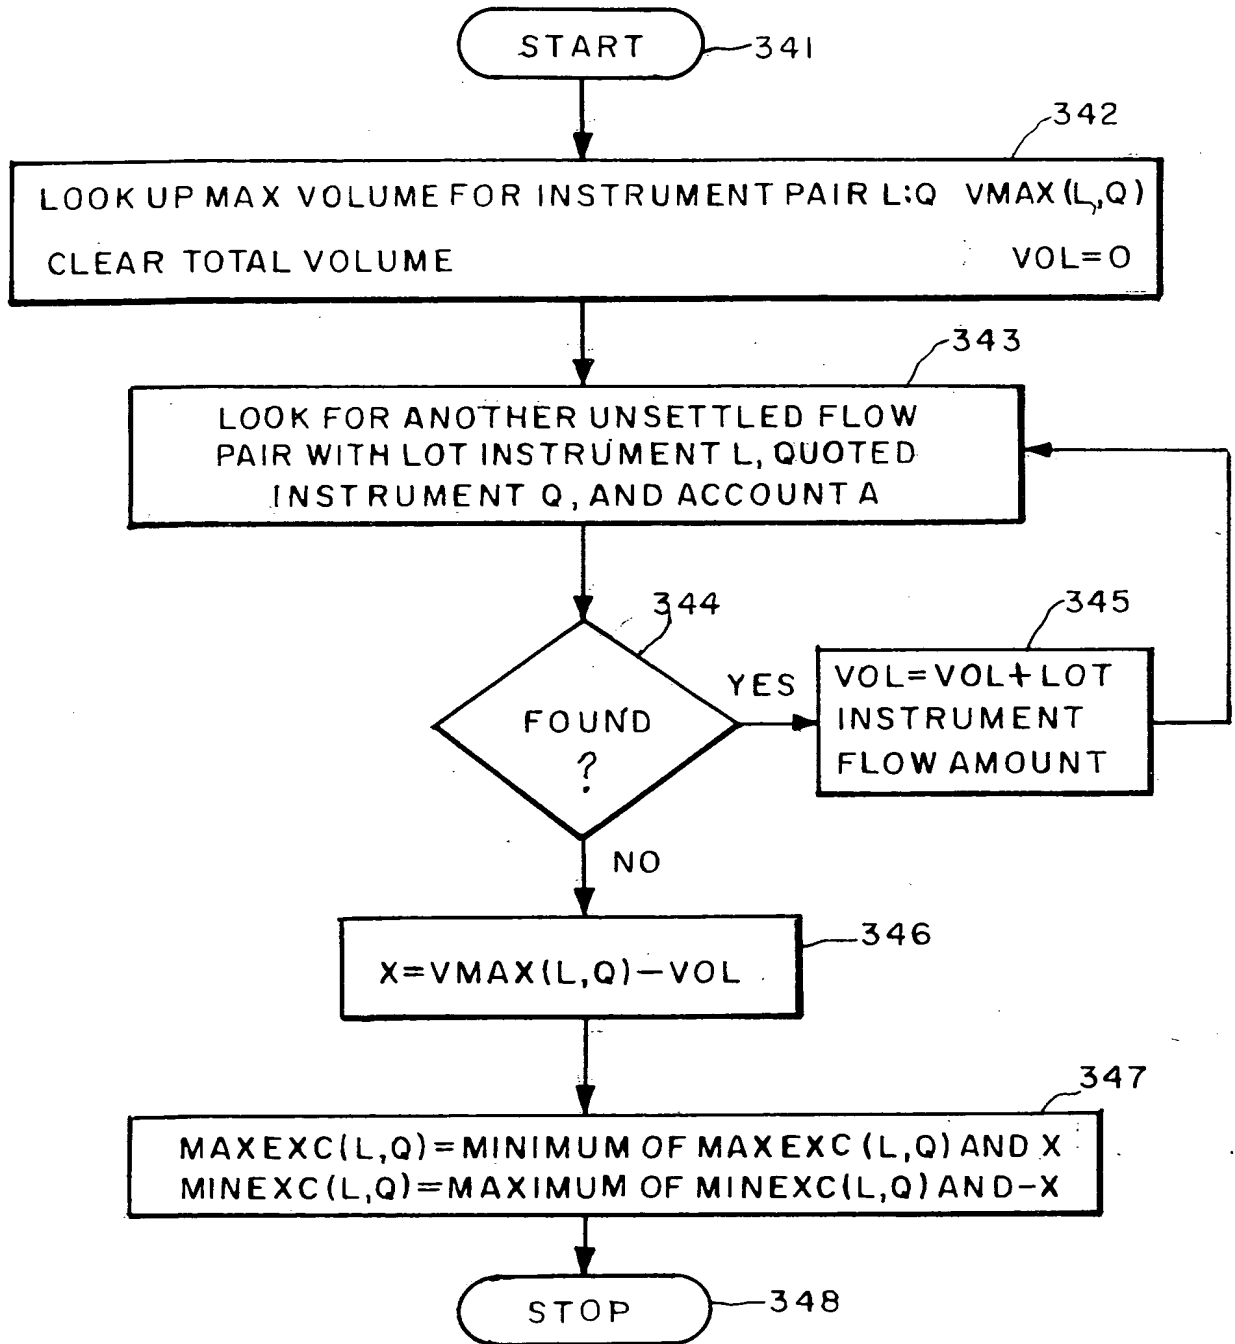 START
341
342
LOOK UP MAX VOLUME FOR INSTRUMENT PAIR L:Q VMAX(L,Q)
CLEAR TOTAL VOLUME VOL=0
343
LOOK FOR ANOTHER UNSETTLED FLOW
PAIR WITH LOT INSTRUMENT L, QUOTED
INSTRUMENT Q, AND ACCOUNT A
344
FOUND
?
YES
345
VOL=VOL+LOT
INSTRUMENT
FLOW AMOUNT
NO
346
X=VMAX(L,Q)-VOL
347
MAXEXC(L,Q)=MINIMUM OF MAXEXC(L,Q) AND X
MINEXC(L,Q)=MAXIMUM OF MINEXC(L,Q) AND-X
STOP
348